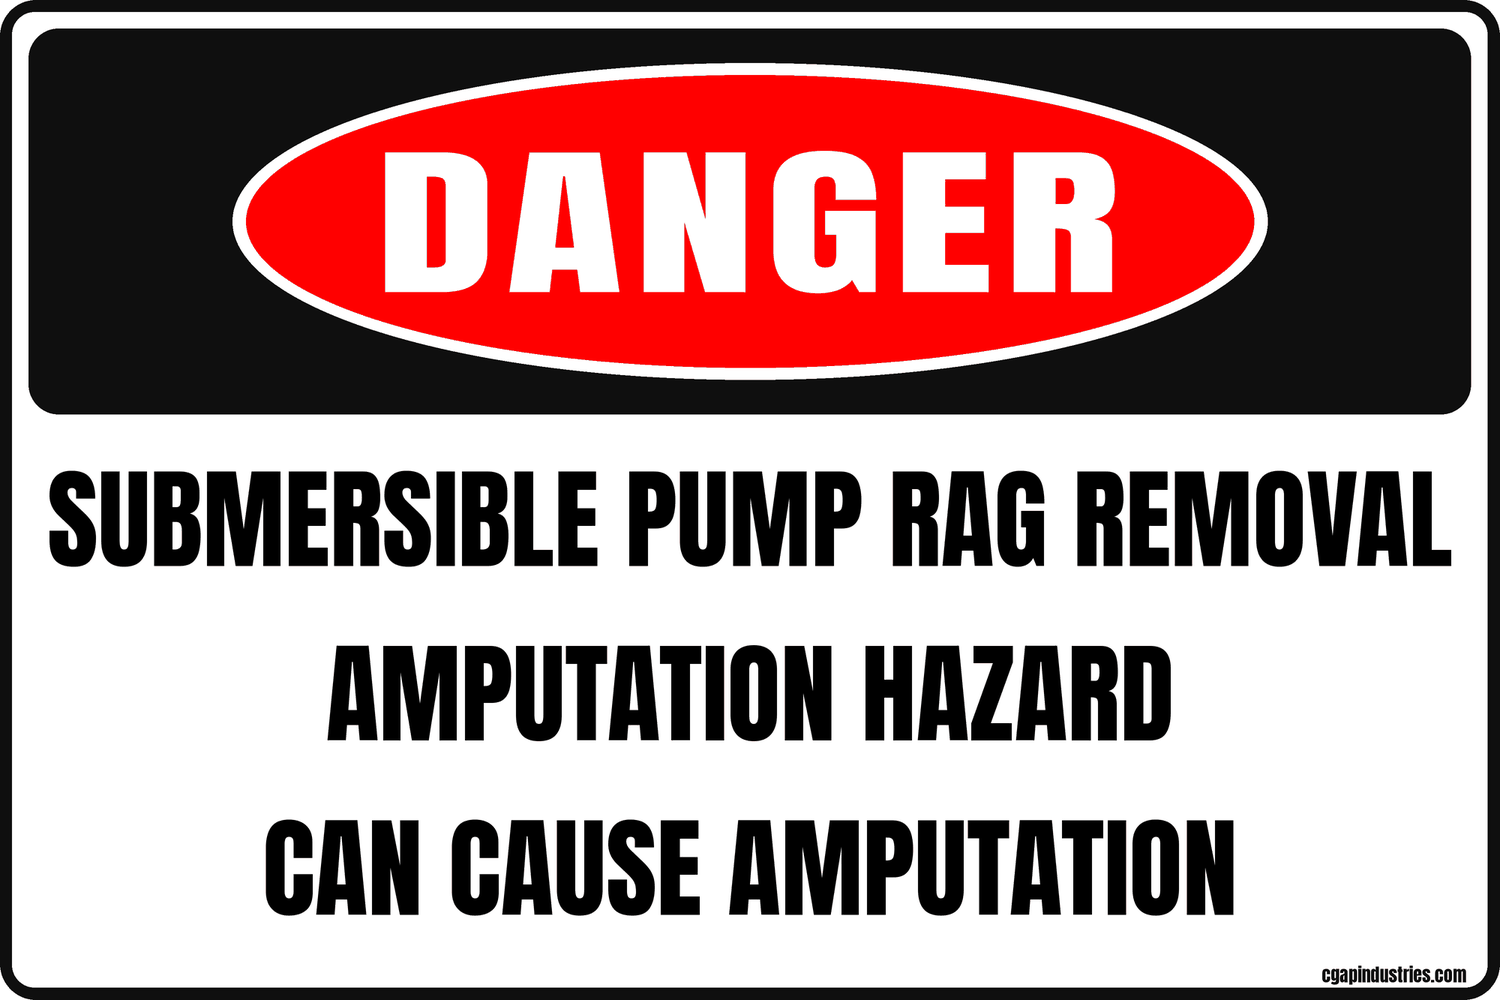 DANGER
SUBMERSIBLE PUMP RAG REMOVAL
AMPUTATION HAZARD
CAN CAUSE AMPUTATION
cgapindustries.com